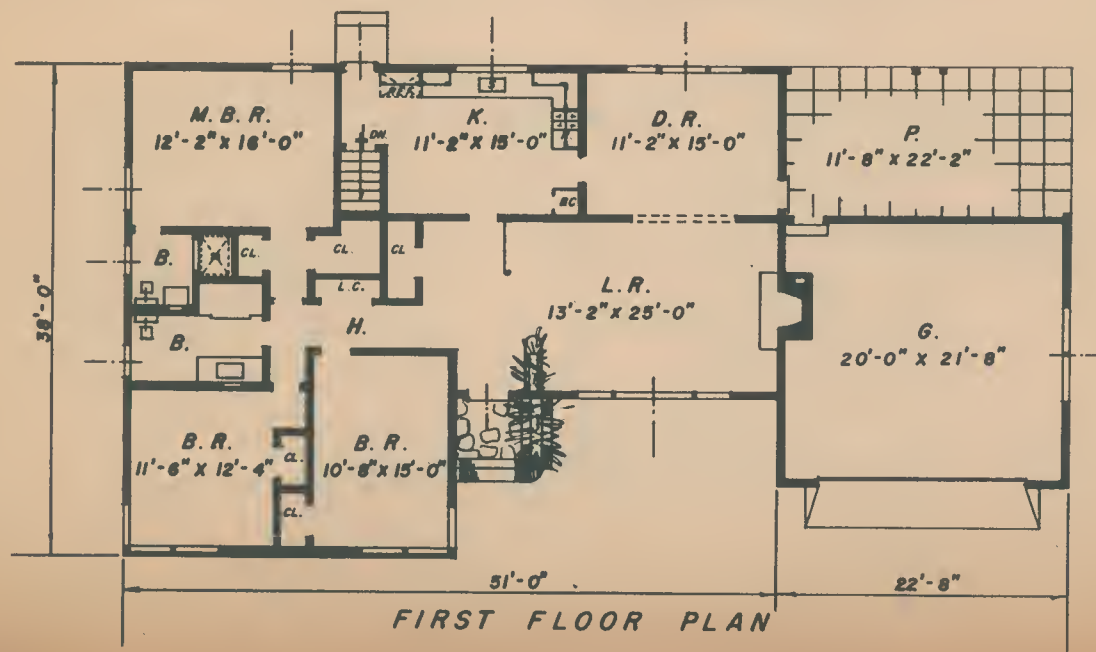 M. B. R.
12'-2" X 16'-0"
REF.
DN.
K.
11'-2" X 15'-0"
D. R.
11'-2" X 15'-0"
P.
11'-8" X 22'-2"
B.C.
B.
CL.
CL.
CL.
L.C.
L. R.
13'-2" X 25'-0"
H.
B.
G.
20'-0" X 21'-8"
38'-0"
B. R.
11'-6" X 12'-4"
CL.
CL.
B. R.
10'-8" X 15'-0"
51'-0"
22'-8"
FIRST FLOOR PLAN